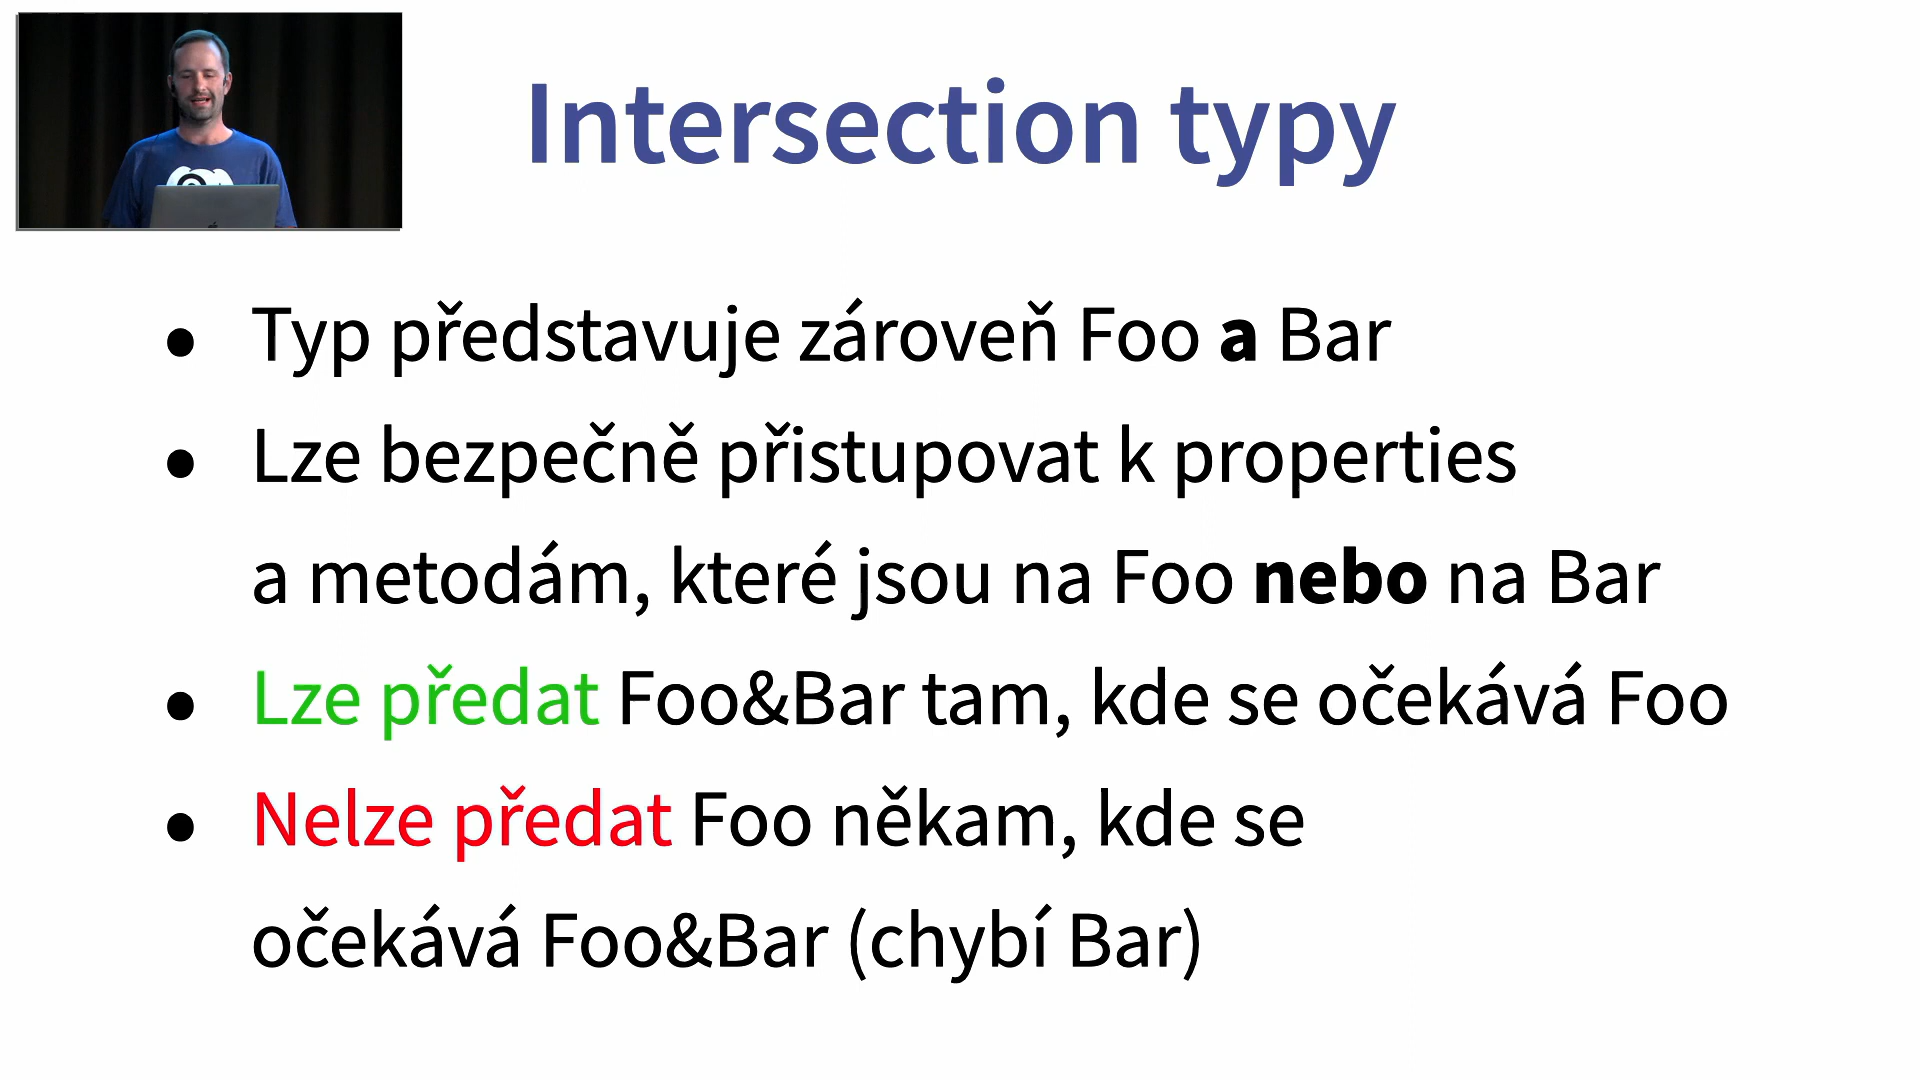 Intersection typy
• Typ představuje zároveň Foo a Bar
• Lze bezpečně přistupovat k properties
a metodám, které jsou na Foo nebo na Bar
• Lze předat Foo&Bar tam, kde se očekává Foo
• Nelze předat Foo někam, kde se
očekává Foo&Bar (chybí Bar)